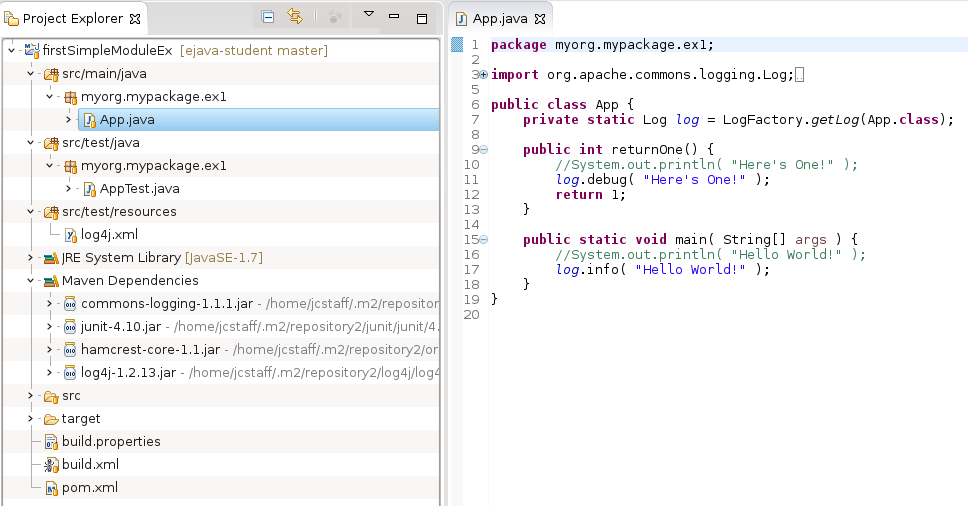 Project Explorer
firstSimpleModuleEx [ejava-student master]
src/main/java
myorg.mypackage.ex1
App.java
src/test/java
myorg.mypackage.ex1
AppTest.java
src/test/resources
log4j.xml
JRE System Library [JavaSE-1.7]
Maven Dependencies
commons-logging-1.1.1.jar - /home/jcstaff/.m2/repositor
junit-4.10.jar - /home/jcstaff/.m2/repository2/junit/junit/4.
hamcrest-core-1.1.jar - /home/jcstaff/.m2/repository2/or
log4j-1.2.13.jar - /home/jcstaff/.m2/repository2/log4j/log4
src
target
build.properties
build.xml
pom.xml
App.java
1 package myorg.mypackage.ex1;
2
3 import org.apache.commons.logging.Log;
5
6 public class App {
7 private static Log log = LogFactory.getLog(App.class);
8
9 public int returnOne() {
10 //System.out.println( "Here's One!" );
11 log.debug( "Here's One!" );
12 return 1;
13 }
14
15 public static void main( String[] args ) {
16 //System.out.println( "Hello World!" );
17 log.info( "Hello World!" );
18 }
19 }
20